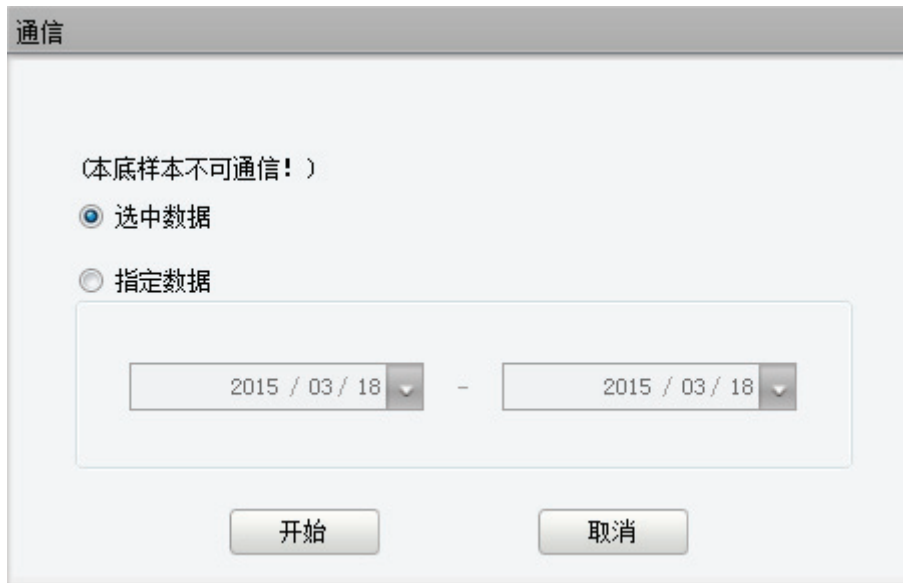 通信
(本底样本不可通信! )
选中数据
指定数据
2015 / 03 / 18 - 2015 / 03 / 18
开始 取消